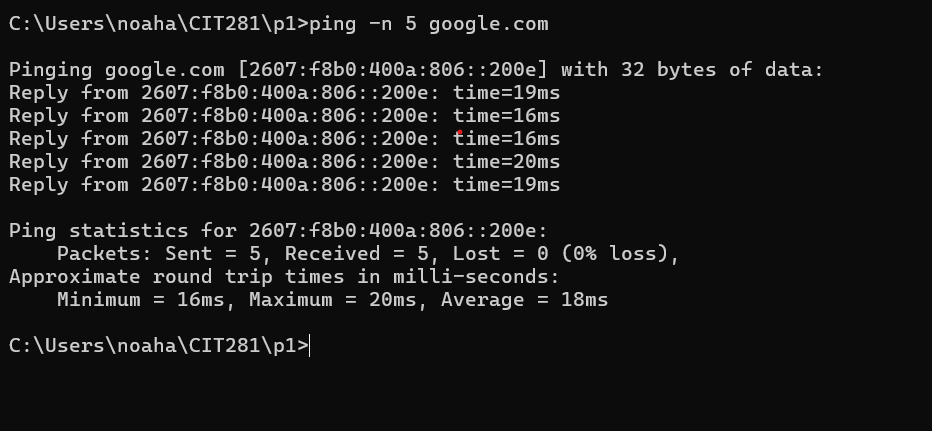 C:\Users\noaha\CIT281\p1>ping -n 5 google.com
Pinging google.com [2607:f8b0:400a:806::200e] with 32 bytes of data:
Reply from 2607:f8b0:400a:806::200e: time=19ms
Reply from 2607:f8b0:400a:806::200e: time=16ms
Reply from 2607:f8b0:400a:806::200e: time=16ms
Reply from 2607:f8b0:400a:806::200e: time=20ms
Reply from 2607:f8b0:400a:806::200e: time=19ms
Ping statistics for 2607:f8b0:400a:806::200e:
    Packets: Sent = 5, Received = 5, Lost = 0 (0% loss),
Approximate round trip times in milli-seconds:
    Minimum = 16ms, Maximum = 20ms, Average = 18ms
C:\Users\noaha\CIT281\p1>